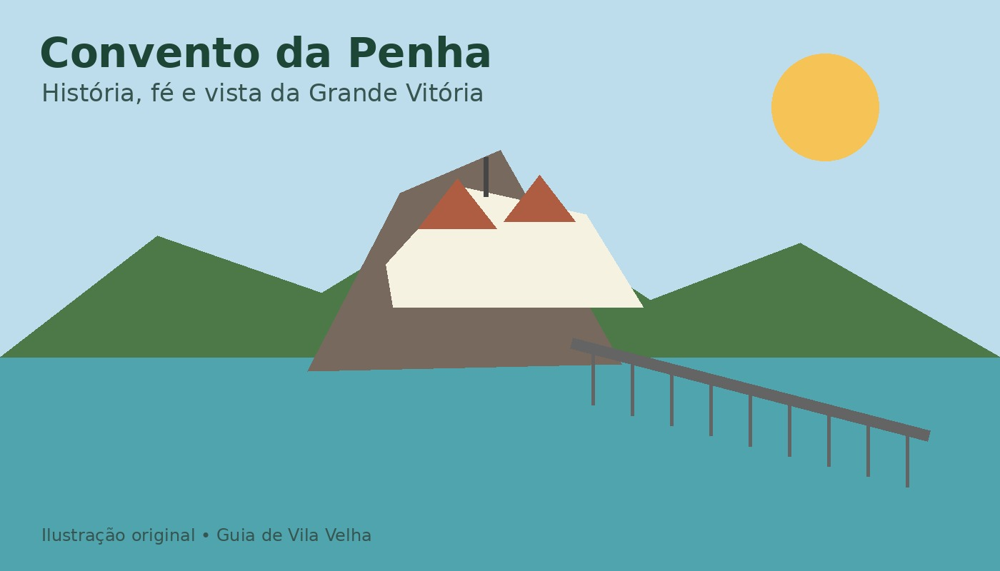 Convento da Penha
História, fé e vista da Grande Vitória
Ilustração original • Guia de Vila Velha